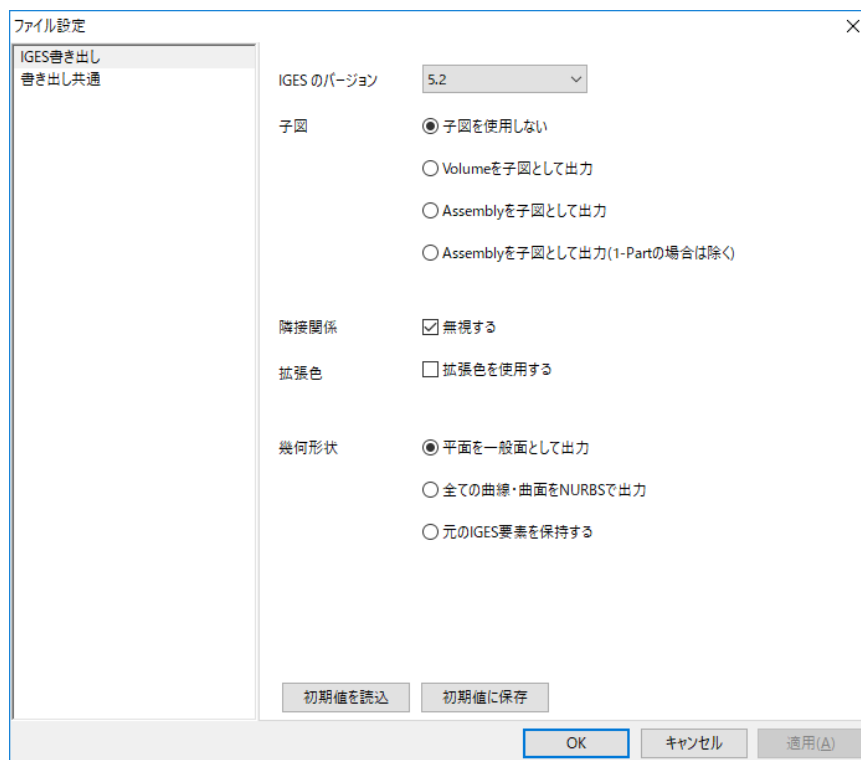 ファイル設定
IGES書き出し
書き出し共通
IGES のバージョン
5.2
子図
子図を使用しない
Volumeを子図として出力
Assemblyを子図として出力
Assemblyを子図として出力(1-Partの場合は除く)
隣接関係
無視する
拡張色
拡張色を使用する
幾何形状
平面を一般面として出力
全ての曲線・曲面をNURBSで出力
元のIGES要素を保持する
初期値を読込
初期値に保存
OK
キャンセル
適用(A)